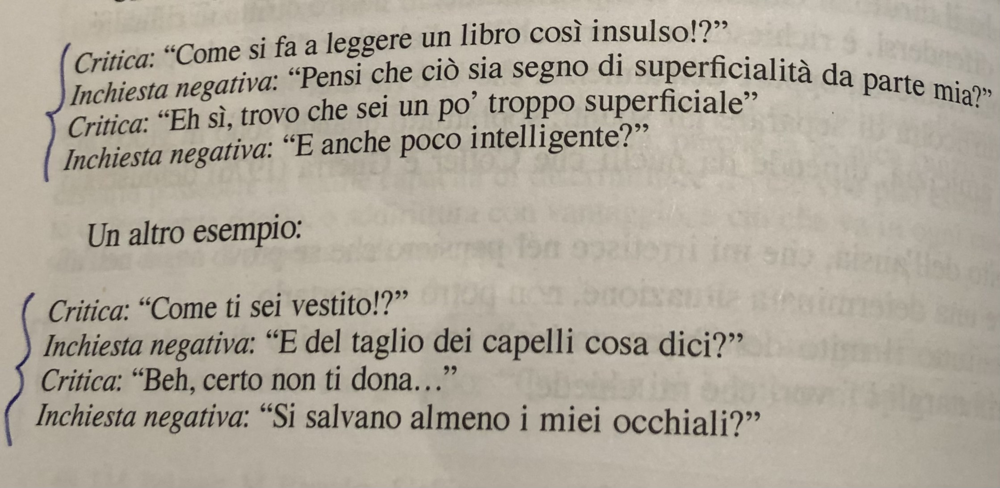 Critica: “Come si fa a leggere un libro così insulso!?”
Inchiesta negativa: “Pensi che ciò sia segno di superficialità da parte mia?”
Critica: “Eh sì, trovo che sei un po’ troppo superficiale”
Inchiesta negativa: “E anche poco intelligente?”
Un altro esempio:
Critica: “Come ti sei vestito!?”
Inchiesta negativa: “E del taglio dei capelli cosa dici?”
Critica: “Beh, certo non ti dona…”
Inchiesta negativa: “Si salvano almeno i miei occhiali?”